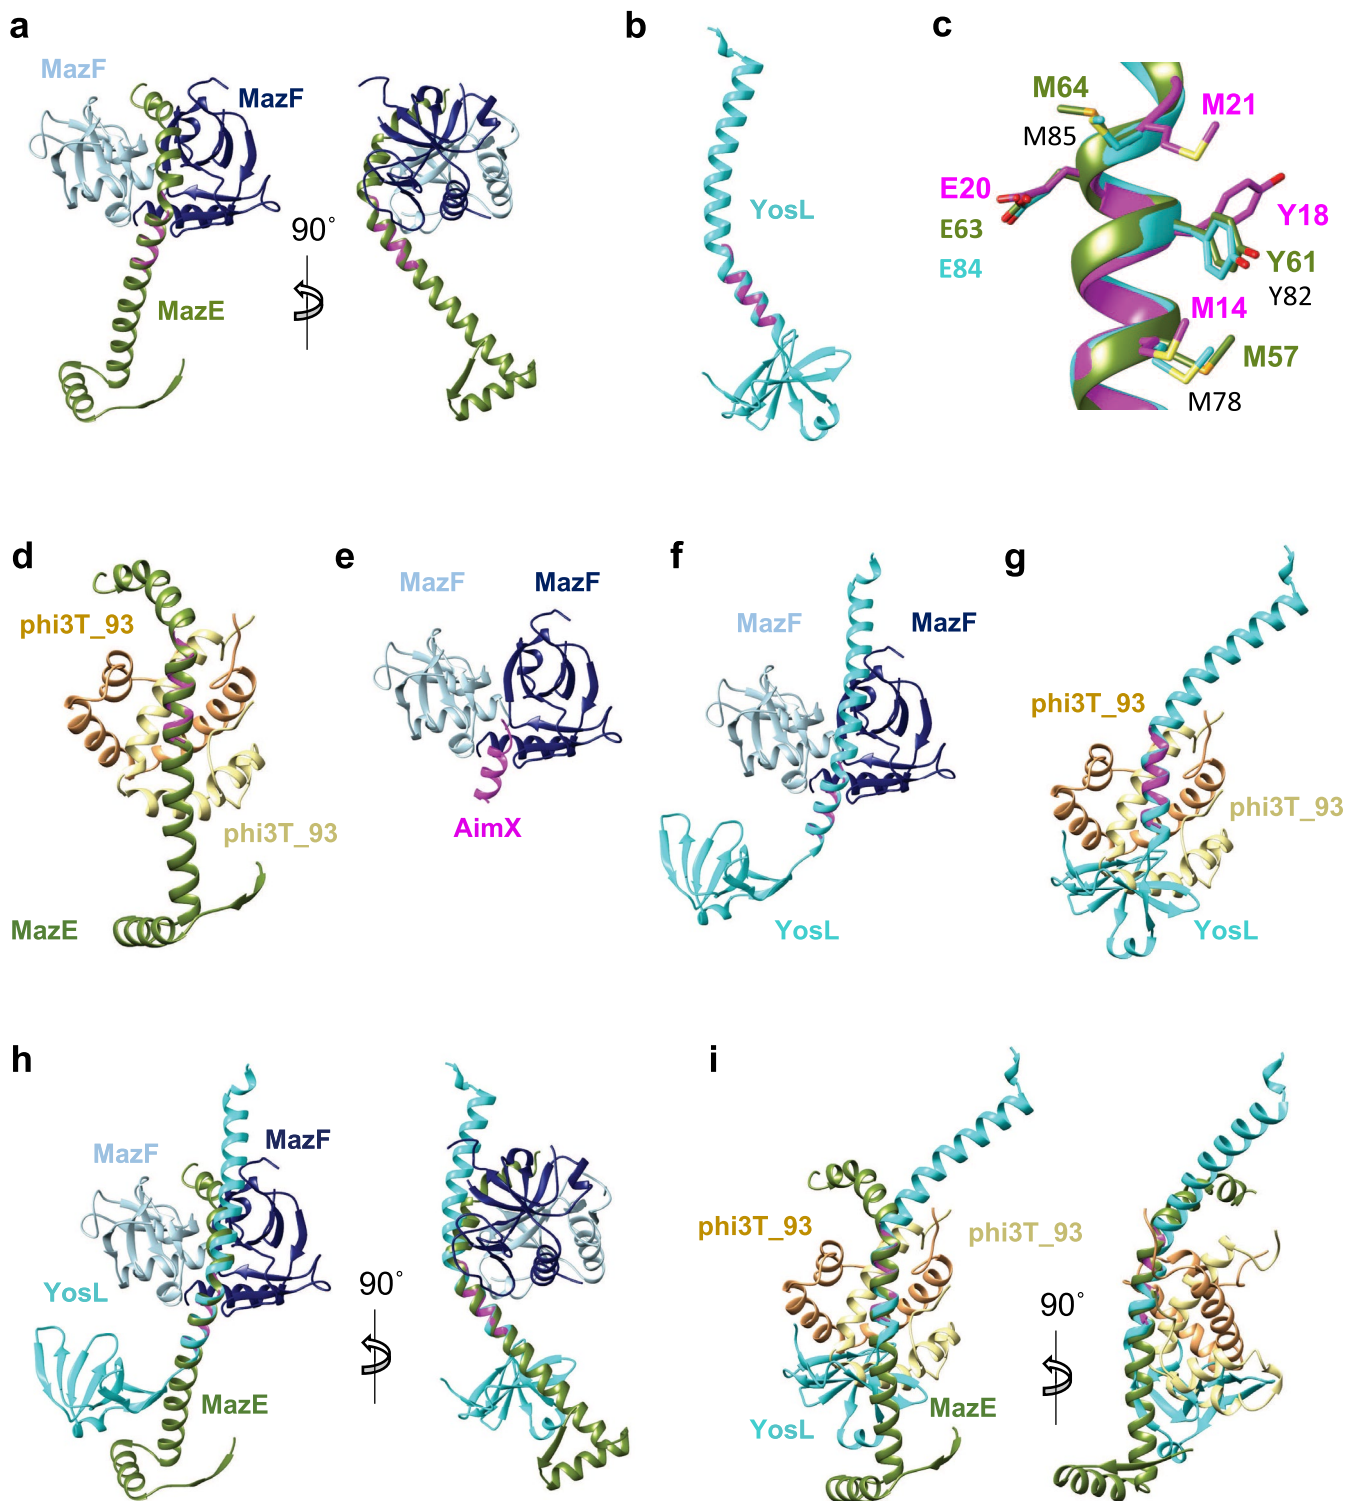 a
MazF
MazF
90°
MazE
b
YosL
c
M64
M21
M85
E20
Y18
E63
Y61
E84
Y82
M14
M57
M78
d
phi3T_93
phi3T_93
MazE
e
MazF
MazF
AimX
f
MazF
MazF
YosL
g
phi3T_93
phi3T_93
YosL
h
MazF
MazF
YosL
90°
MazE
i
phi3T_93
phi3T_93
90°
MazE
YosL